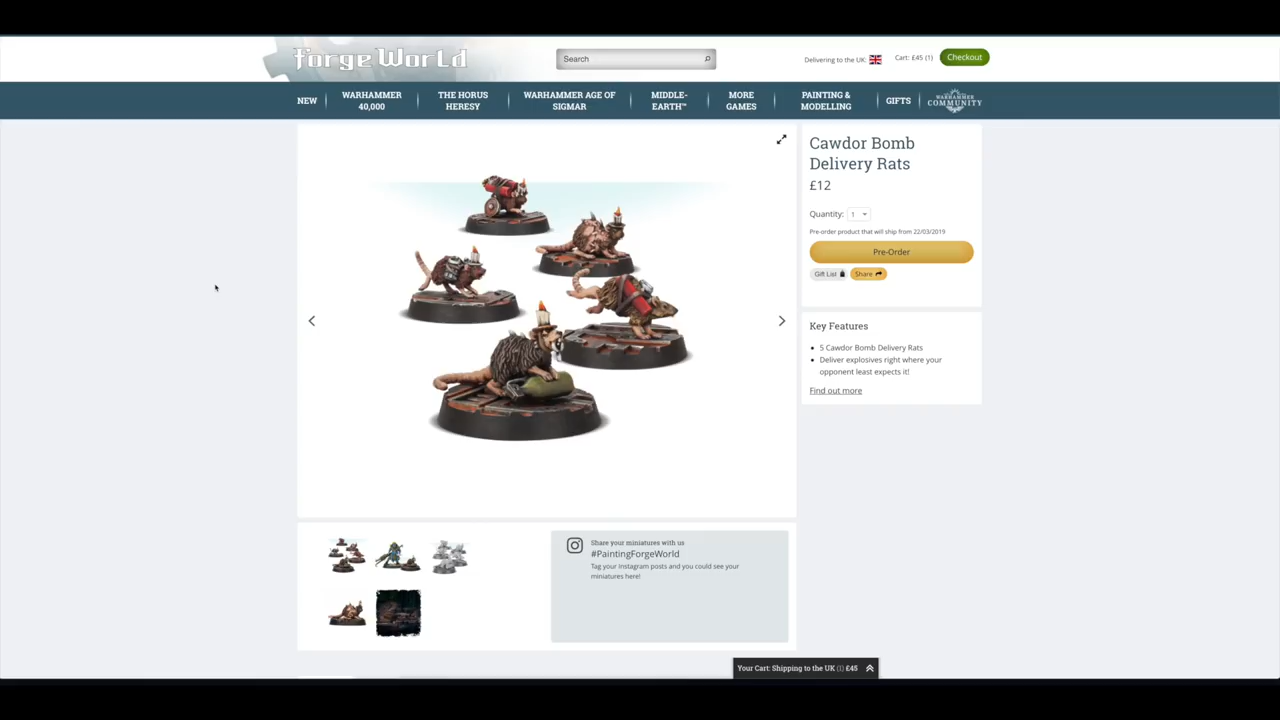 forgeWorld
Search
Delivering to the UK:
Cart: £45 (1)
Checkout
NEW
WARHAMMER
40,000
THE HORUS
HERESY
WARHAMMER AGE OF
SIGMAR
MIDDLE-
EARTH™
MORE
GAMES
PAINTING &
MODELLING
GIFTS
WARHAMMER
COMMUNITY
Cawdor Bomb
Delivery Rats
£12
Quantity: 1
Pre-order product that will ship from 22/03/2019
Pre-Order
Gift List
Share
Key Features
5 Cawdor Bomb Delivery Rats
Deliver explosives right where your
opponent least expects it!
Find out more
Share your miniatures with us
#PaintingForgeWorld
Tag your Instagram posts and you could see your
miniatures here!
Your Cart: Shipping to the UK (1) £45